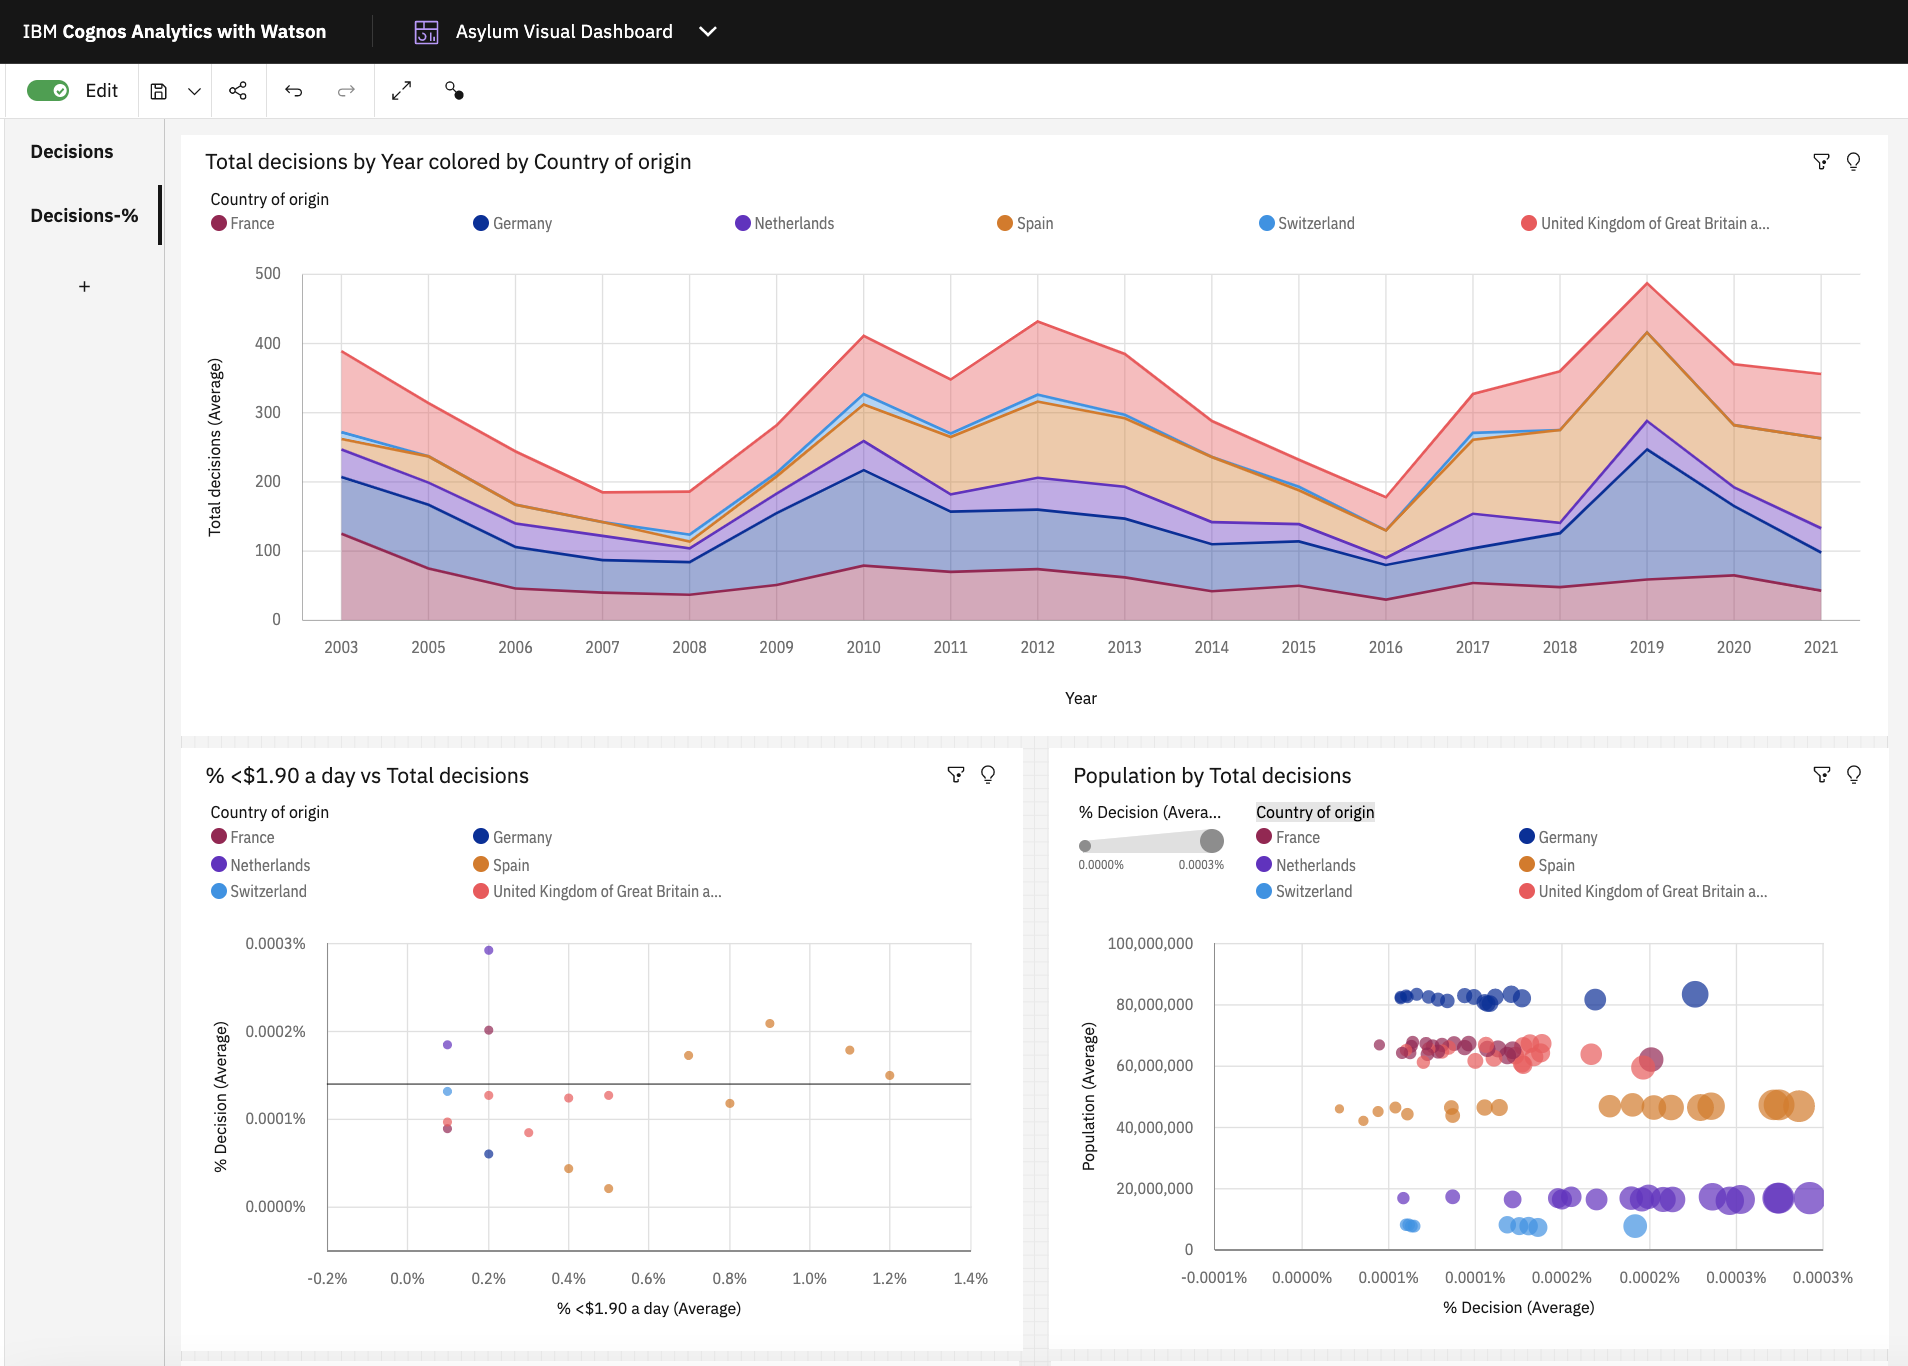 IBM Cognos Analytics with Watson
Asylum Visual Dashboard
Edit
Decisions
Decisions-%
+
Total decisions by Year colored by Country of origin
Country of origin
France Germany Netherlands Spain Switzerland United Kingdom of Great Britain a...
Total decisions (Average)
500
400
300
200
100
0
2003 2005 2006 2007 2008 2009 2010 2011 2012 2013 2014 2015 2016 2017 2018 2019 2020 2021
Year
% <$1.90 a day vs Total decisions
Country of origin
France Germany
Netherlands Spain
Switzerland United Kingdom of Great Britain a...
% Decision (Average)
0.0003%
0.0002%
0.0001%
0.0000%
-0.2% 0.0% 0.2% 0.4% 0.6% 0.8% 1.0% 1.2% 1.4%
% <$1.90 a day (Average)
Population by Total decisions
% Decision (Avera...
0.0000% 0.0003%
Country of origin
France Germany
Netherlands Spain
Switzerland United Kingdom of Great Britain a...
Population (Average)
100,000,000
80,000,000
60,000,000
40,000,000
20,000,000
0
-0.0001% 0.0000% 0.0001% 0.0001% 0.0002% 0.0002% 0.0003% 0.0003%
% Decision (Average)